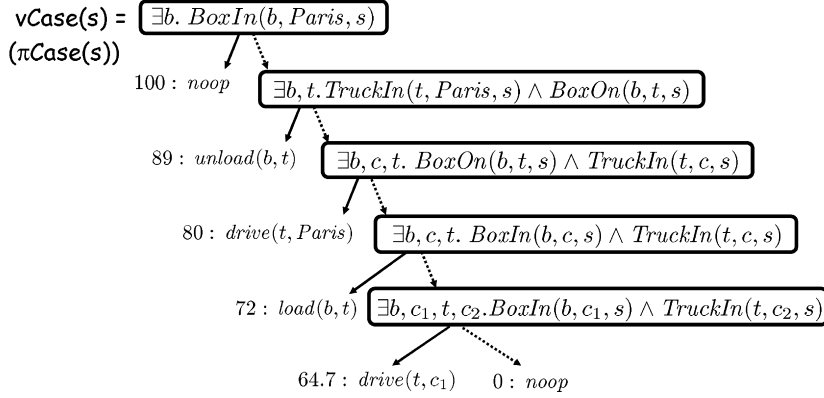 vCase(s) = ∃b. BoxIn(b, Paris, s)
(πCase(s))
100 : noop
∃b, t.TruckIn(t, Paris, s) ∧ BoxOn(b, t, s)
89 : unload(b, t)
∃b, c, t. BoxOn(b, t, s) ∧ TruckIn(t, c, s)
80 : drive(t, Paris)
∃b, c, t. BoxIn(b, c, s) ∧ TruckIn(t, c, s)
72 : load(b, t)
∃b, c₁, t, c₂.BoxIn(b, c₁, s) ∧ TruckIn(t, c₂, s)
64.7 : drive(t, c₁) 0 : noop